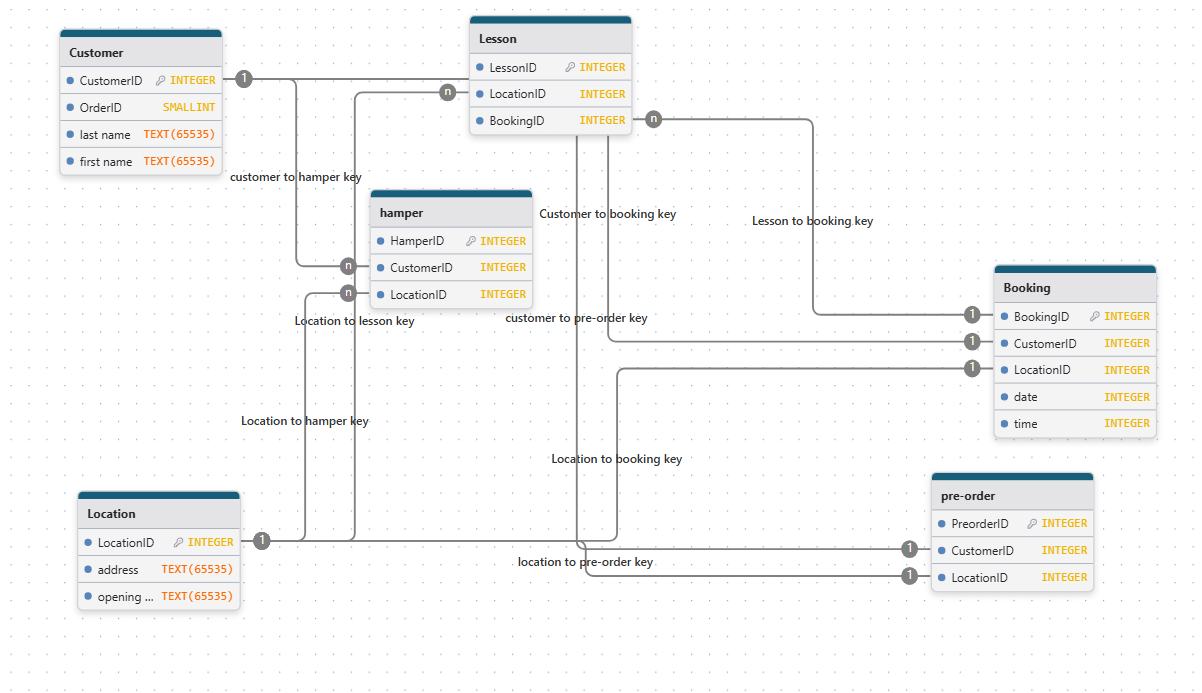 Customer
CustomerID INTEGER
OrderID SMALLINT
last name TEXT(65535)
first name TEXT(65535)
1
Lesson
LessonID INTEGER
LocationID INTEGER
BookingID INTEGER
n
n
customer to hamper key
hamper
HamperID INTEGER
CustomerID INTEGER
LocationID INTEGER
n
n
Customer to booking key
Lesson to booking key
Location to lesson key
customer to pre-order key
Booking
BookingID INTEGER
CustomerID INTEGER
LocationID INTEGER
date INTEGER
time INTEGER
1
1
1
Location to hamper key
Location to booking key
Location
LocationID INTEGER
address TEXT(65535)
opening ... TEXT(65535)
1
location to pre-order key
pre-order
PreorderID INTEGER
CustomerID INTEGER
LocationID INTEGER
1
1